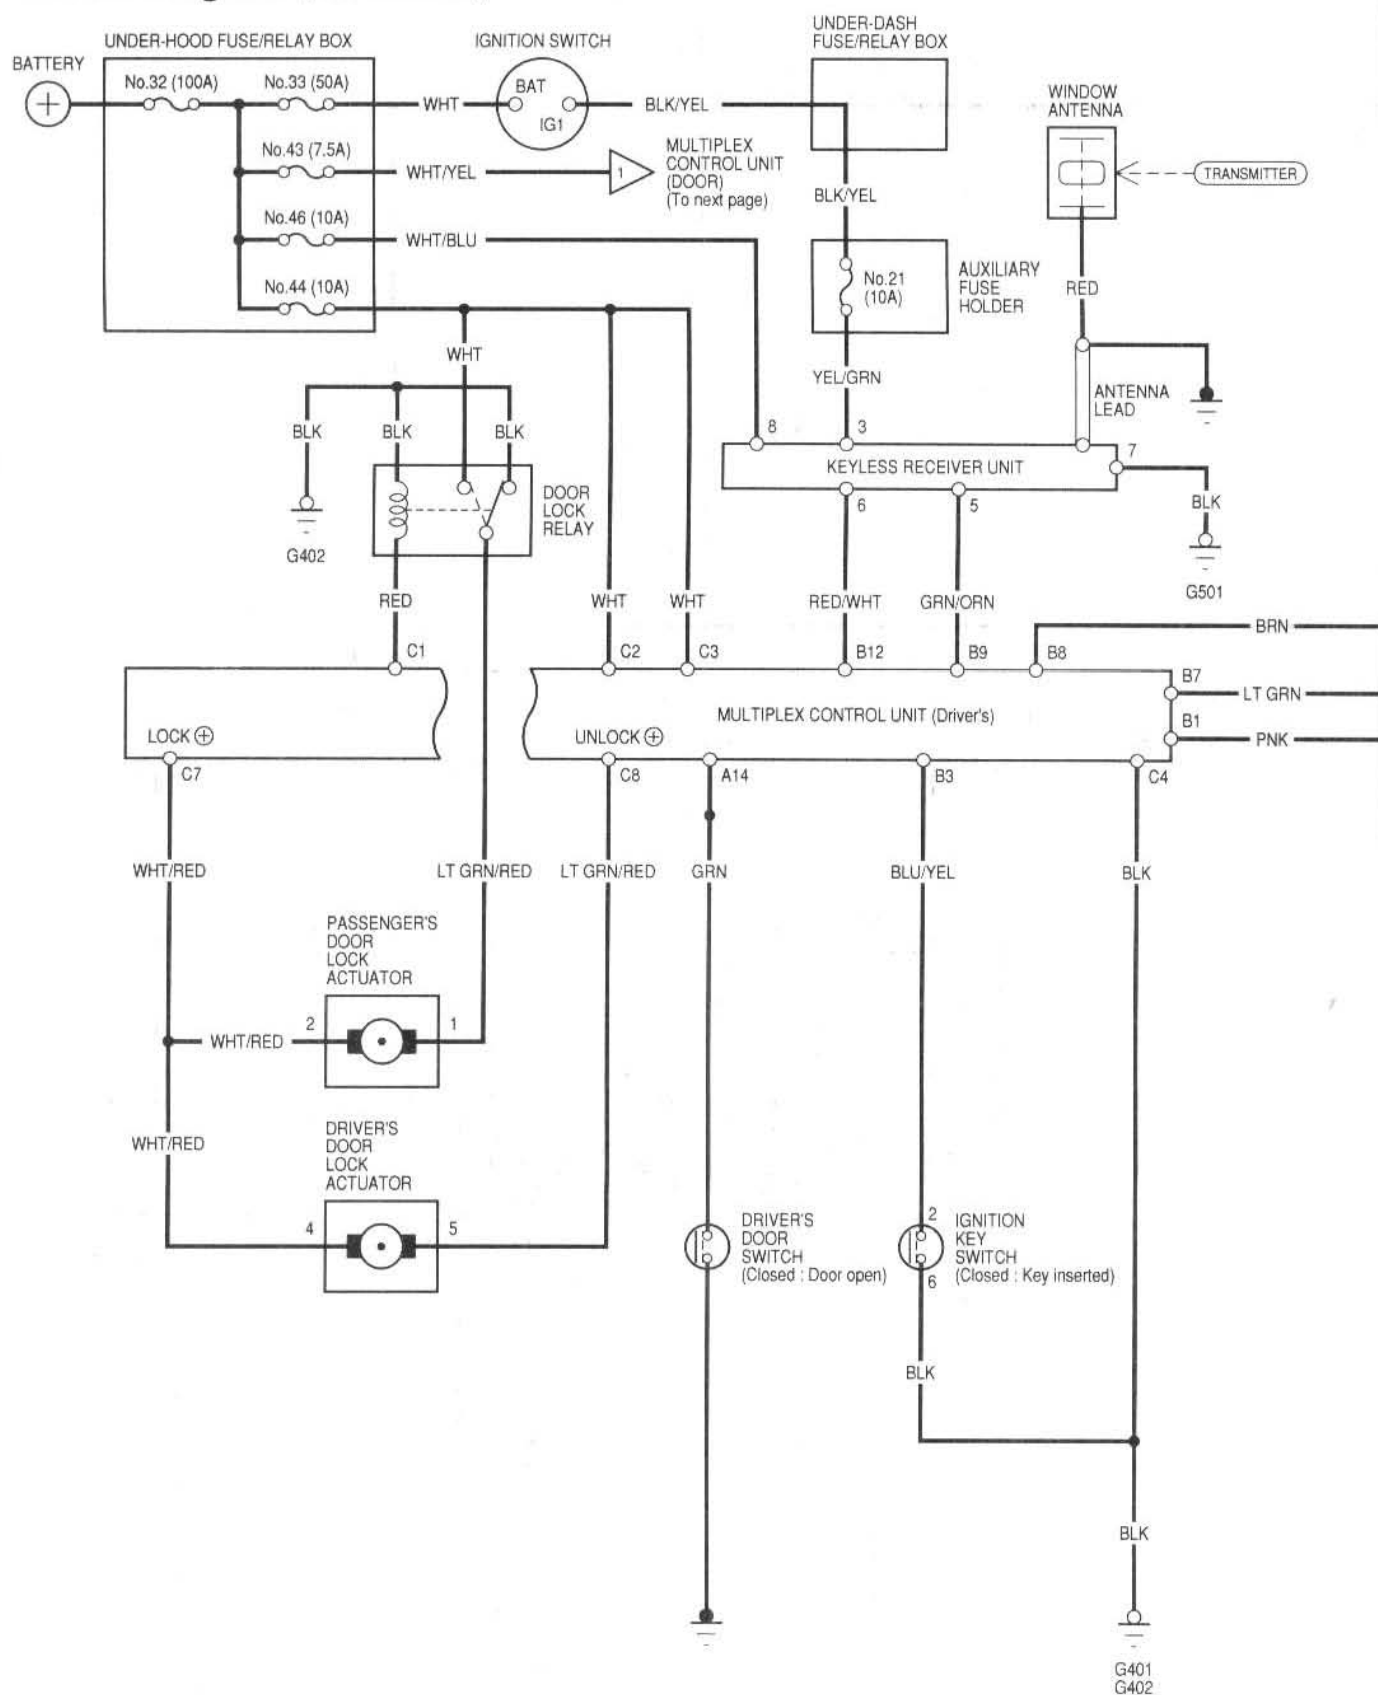 UNDER-DASH
FUSE/RELAY BOX
UNDER-HOOD FUSE/RELAY BOX
IGNITION SWITCH
BATTERY
No.32 (100A)
No.33 (50A)
WHT
BAT
IG1
BLK/YEL
WINDOW
ANTENNA
No.43 (7.5A)
WHT/YEL
1
MULTIPLEX
CONTROL UNIT
(DOOR)
(To next page)
TRANSMITTER
BLK/YEL
No.46 (10A)
WHT/BLU
No.44 (10A)
No.21
(10A)
AUXILIARY
FUSE
HOLDER
RED
WHT
YEL/GRN
ANTENNA
LEAD
BLK
BLK
BLK
8
3
7
KEYLESS RECEIVER UNIT
DOOR
LOCK
RELAY
6
5
BLK
G402
G501
RED
WHT
WHT
RED/WHT
GRN/ORN
BRN
C1
C2
C3
B12
B9
B8
B7
LT GRN
MULTIPLEX CONTROL UNIT (Driver's)
B1
PNK
LOCK +
UNLOCK +
C7
C8
A14
B3
C4
WHT/RED
LT GRN/RED
LT GRN/RED
GRN
BLU/YEL
BLK
PASSENGER'S
DOOR
LOCK
ACTUATOR
2
1
WHT/RED
WHT/RED
DRIVER'S
DOOR
LOCK
ACTUATOR
4
5
DRIVER'S
DOOR
SWITCH
(Closed : Door open)
2
6
IGNITION
KEY
SWITCH
(Closed : Key inserted)
BLK
BLK
G401
G402